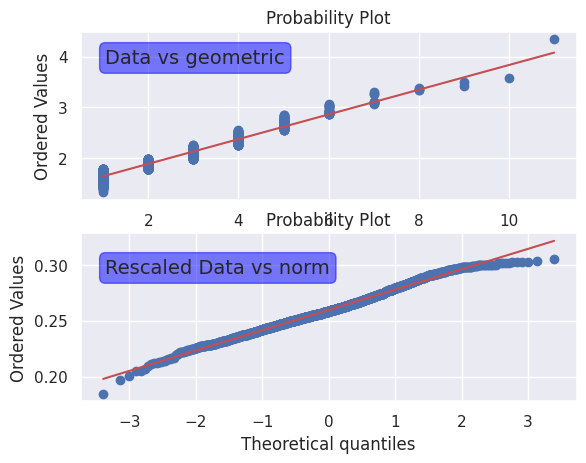 Probability Plot
Data vs geometric
Ordered Values
4
3
2
2 4 6 8 10
Probability Plot
Rescaled Data vs norm
Ordered Values
0.30
0.25
0.20
−3 −2 −1 0 1 2 3
Theoretical quantiles